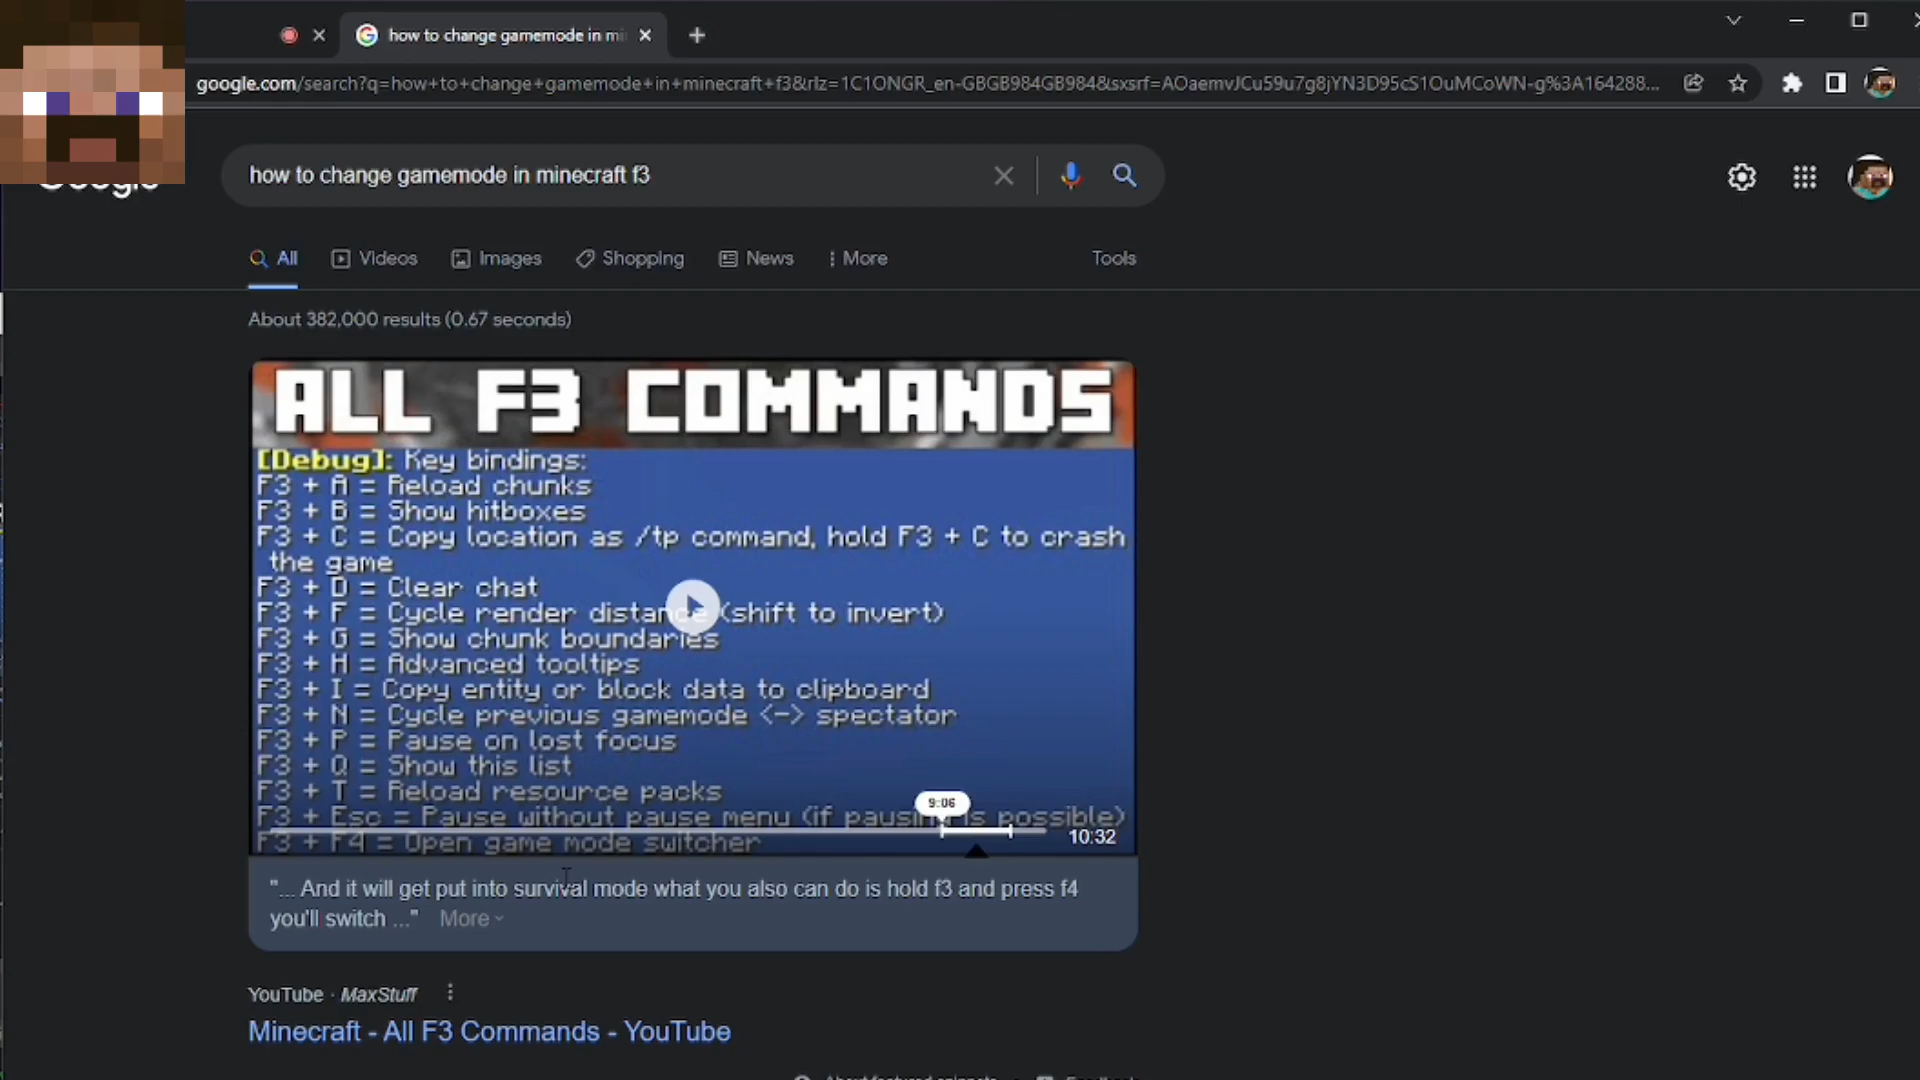 how to change gamemode in mi
google.com/search?q=how+to+change+gamemode+in+minecraft+f3&rlz=1C1ONGR_en-GBGB984GB984&sxsrf=AOaemvJCu59u7g8jYN3D95cS1OuMCoWN-g%3A164288...
how to change gamemode in minecraft f3
All Videos Images Shopping News More Tools
About 382,000 results (0.67 seconds)
ALL F3 COMMANDS
[Debug]: Key bindings:
F3 + A = Reload chunks
F3 + B = Show hitboxes
F3 + C = Copy location as /tp command, hold F3 + C to crash
the game
F3 + D = Clear chat
F3 + F = Cycle render distance (shift to invert)
F3 + G = Show chunk boundaries
F3 + H = Advanced tooltips
F3 + I = Copy entity or block data to clipboard
F3 + N = Cycle previous gamemode <-> spectator
F3 + P = Pause on lost focus
F3 + Q = Show this list
F3 + T = Reload resource packs
9:06
F3 + Esc = Pause without pause menu (if pausing is possible)
10:32
F3 + F4 = Open game mode switcher
"... And it will get put into survival mode what you also can do is hold f3 and press f4
you'll switch ..." More
YouTube · MaxStuff
Minecraft - All F3 Commands - YouTube